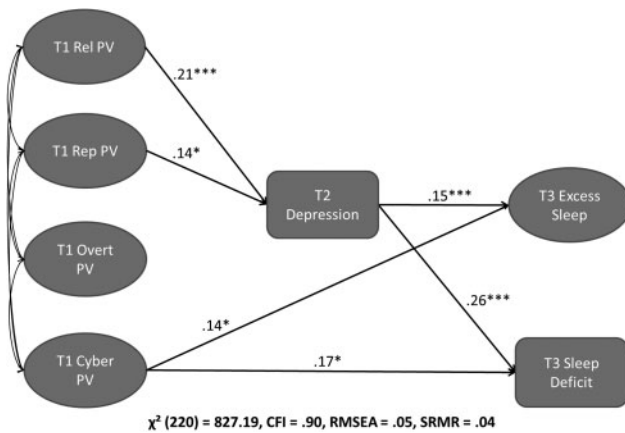 T1 Rel PV
.21***
T1 Rep PV
.14*
T2
Depression
.15***
T3 Excess
Sleep
T1 Overt
PV
.14*
.26***
T1 Cyber
PV
.17*
T3 Sleep
Deficit
χ² (220) = 827.19, CFI = .90, RMSEA = .05, SRMR = .04